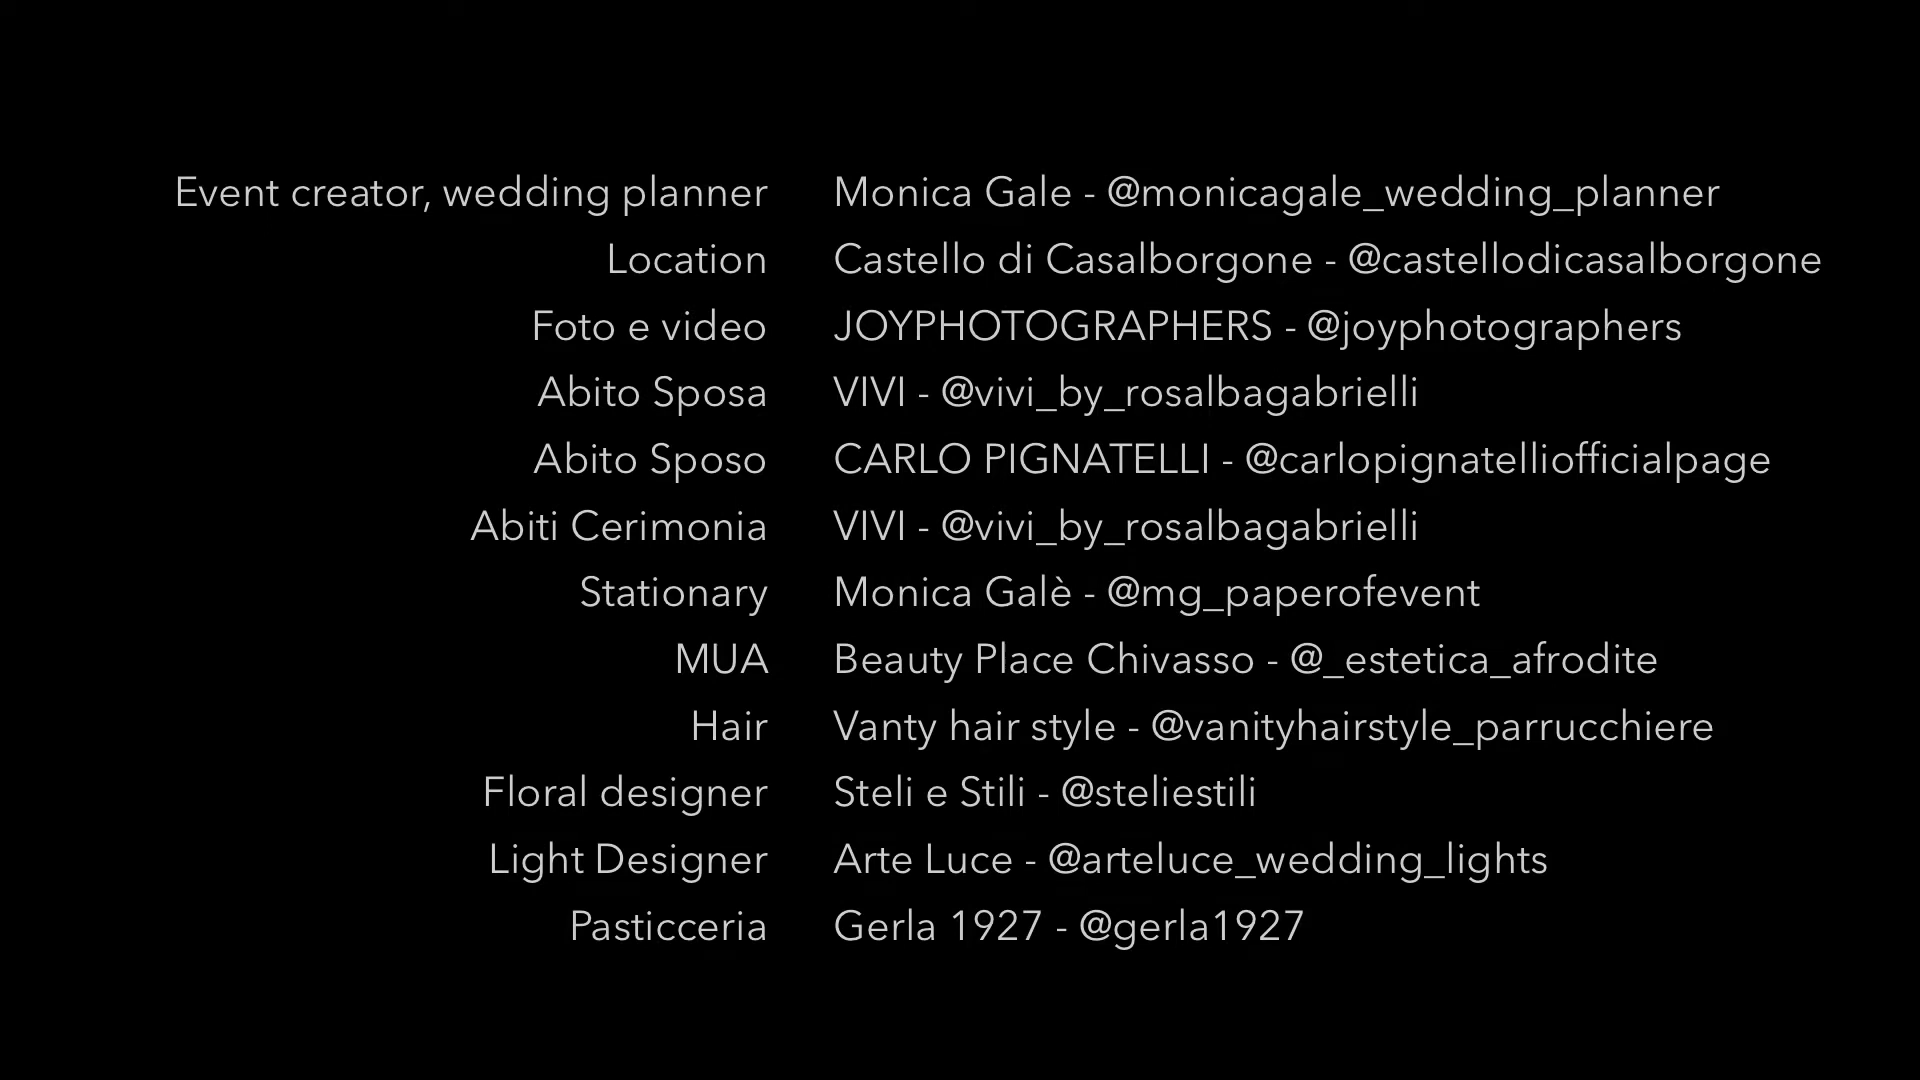 Event creator, wedding planner Monica Gale - @monicagale_wedding_planner
Location Castello di Casalborgone - @castellodicasalborgone
Foto e video JOYPHOTOGRAPHERS - @joyphotographers
Abito Sposa VIVI - @vivi_by_rosalbagabrielli
Abito Sposo CARLO PIGNATELLI - @carlopignatelliofficialpage
Abiti Cerimonia VIVI - @vivi_by_rosalbagabrielli
Stationary Monica Galè - @mg_paperofevent
MUA Beauty Place Chivasso - @_estetica_afrodite
Hair Vanty hair style - @vanityhairstyle_parrucchiere
Floral designer Steli e Stili - @steliestili
Light Designer Arte Luce - @arteluce_wedding_lights
Pasticceria Gerla 1927 - @gerla1927